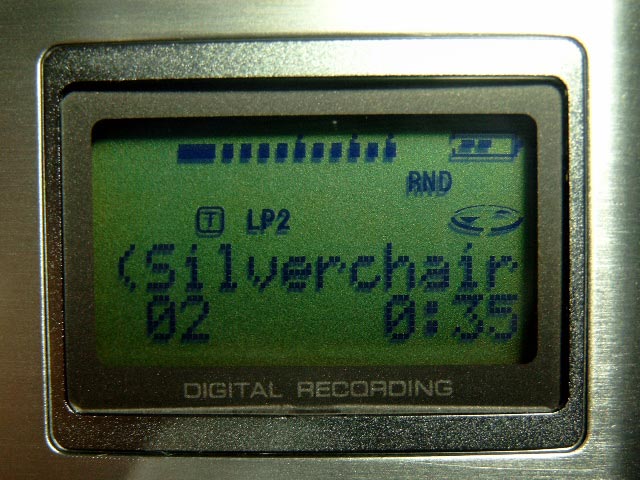 RND
T LP2
(Silverchair
02 0:35
DIGITAL RECORDING